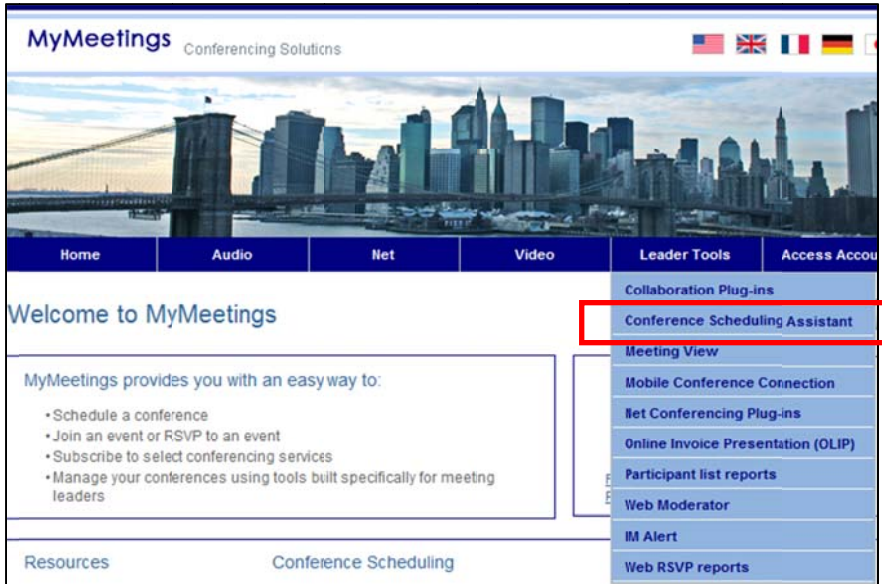 MyMeetings Conferencing Solutions
Home Audio Net Video Leader Tools Access Accou
Collaboration Plug-ins
Conference Scheduling Assistant
Meeting View
Mobile Conference Connection
Net Conferencing Plug-ins
Online Invoice Presentation (OLIP)
Participant list reports
Web Moderator
IM Alert
Web RSVP reports
Welcome to MyMeetings
MyMeetings provides you with an easy way to:
• Schedule a conference
• Join an event or RSVP to an event
• Subscribe to select conferencing services
• Manage your conferences using tools built specifically for meeting
leaders
Resources Conference Scheduling